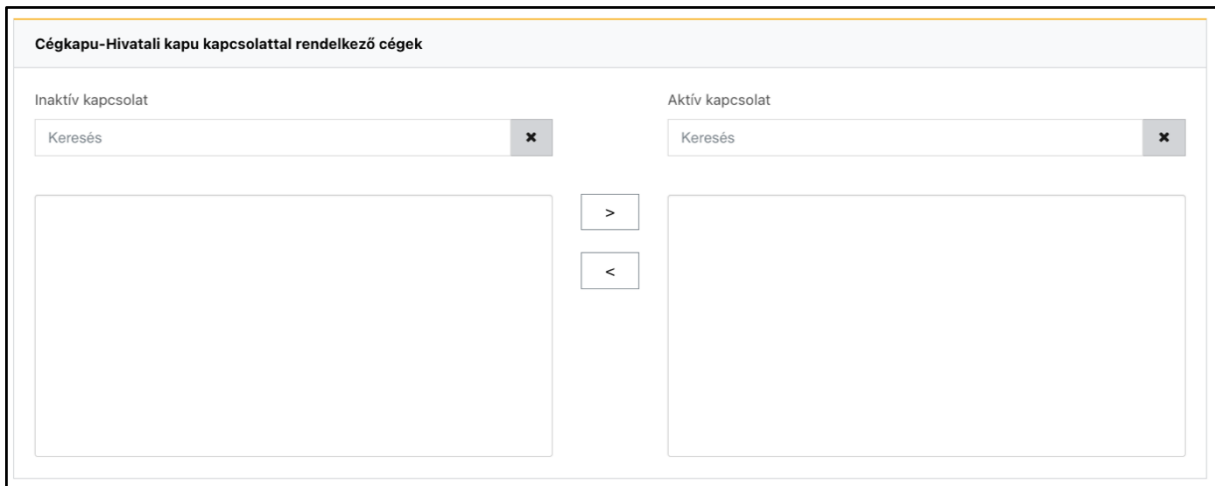 Cégkapu-Hivatali kapu kapcsolattal rendelkező cégek
Inaktív kapcsolat
Keresés
✖
>
<
Aktív kapcsolat
Keresés
✖